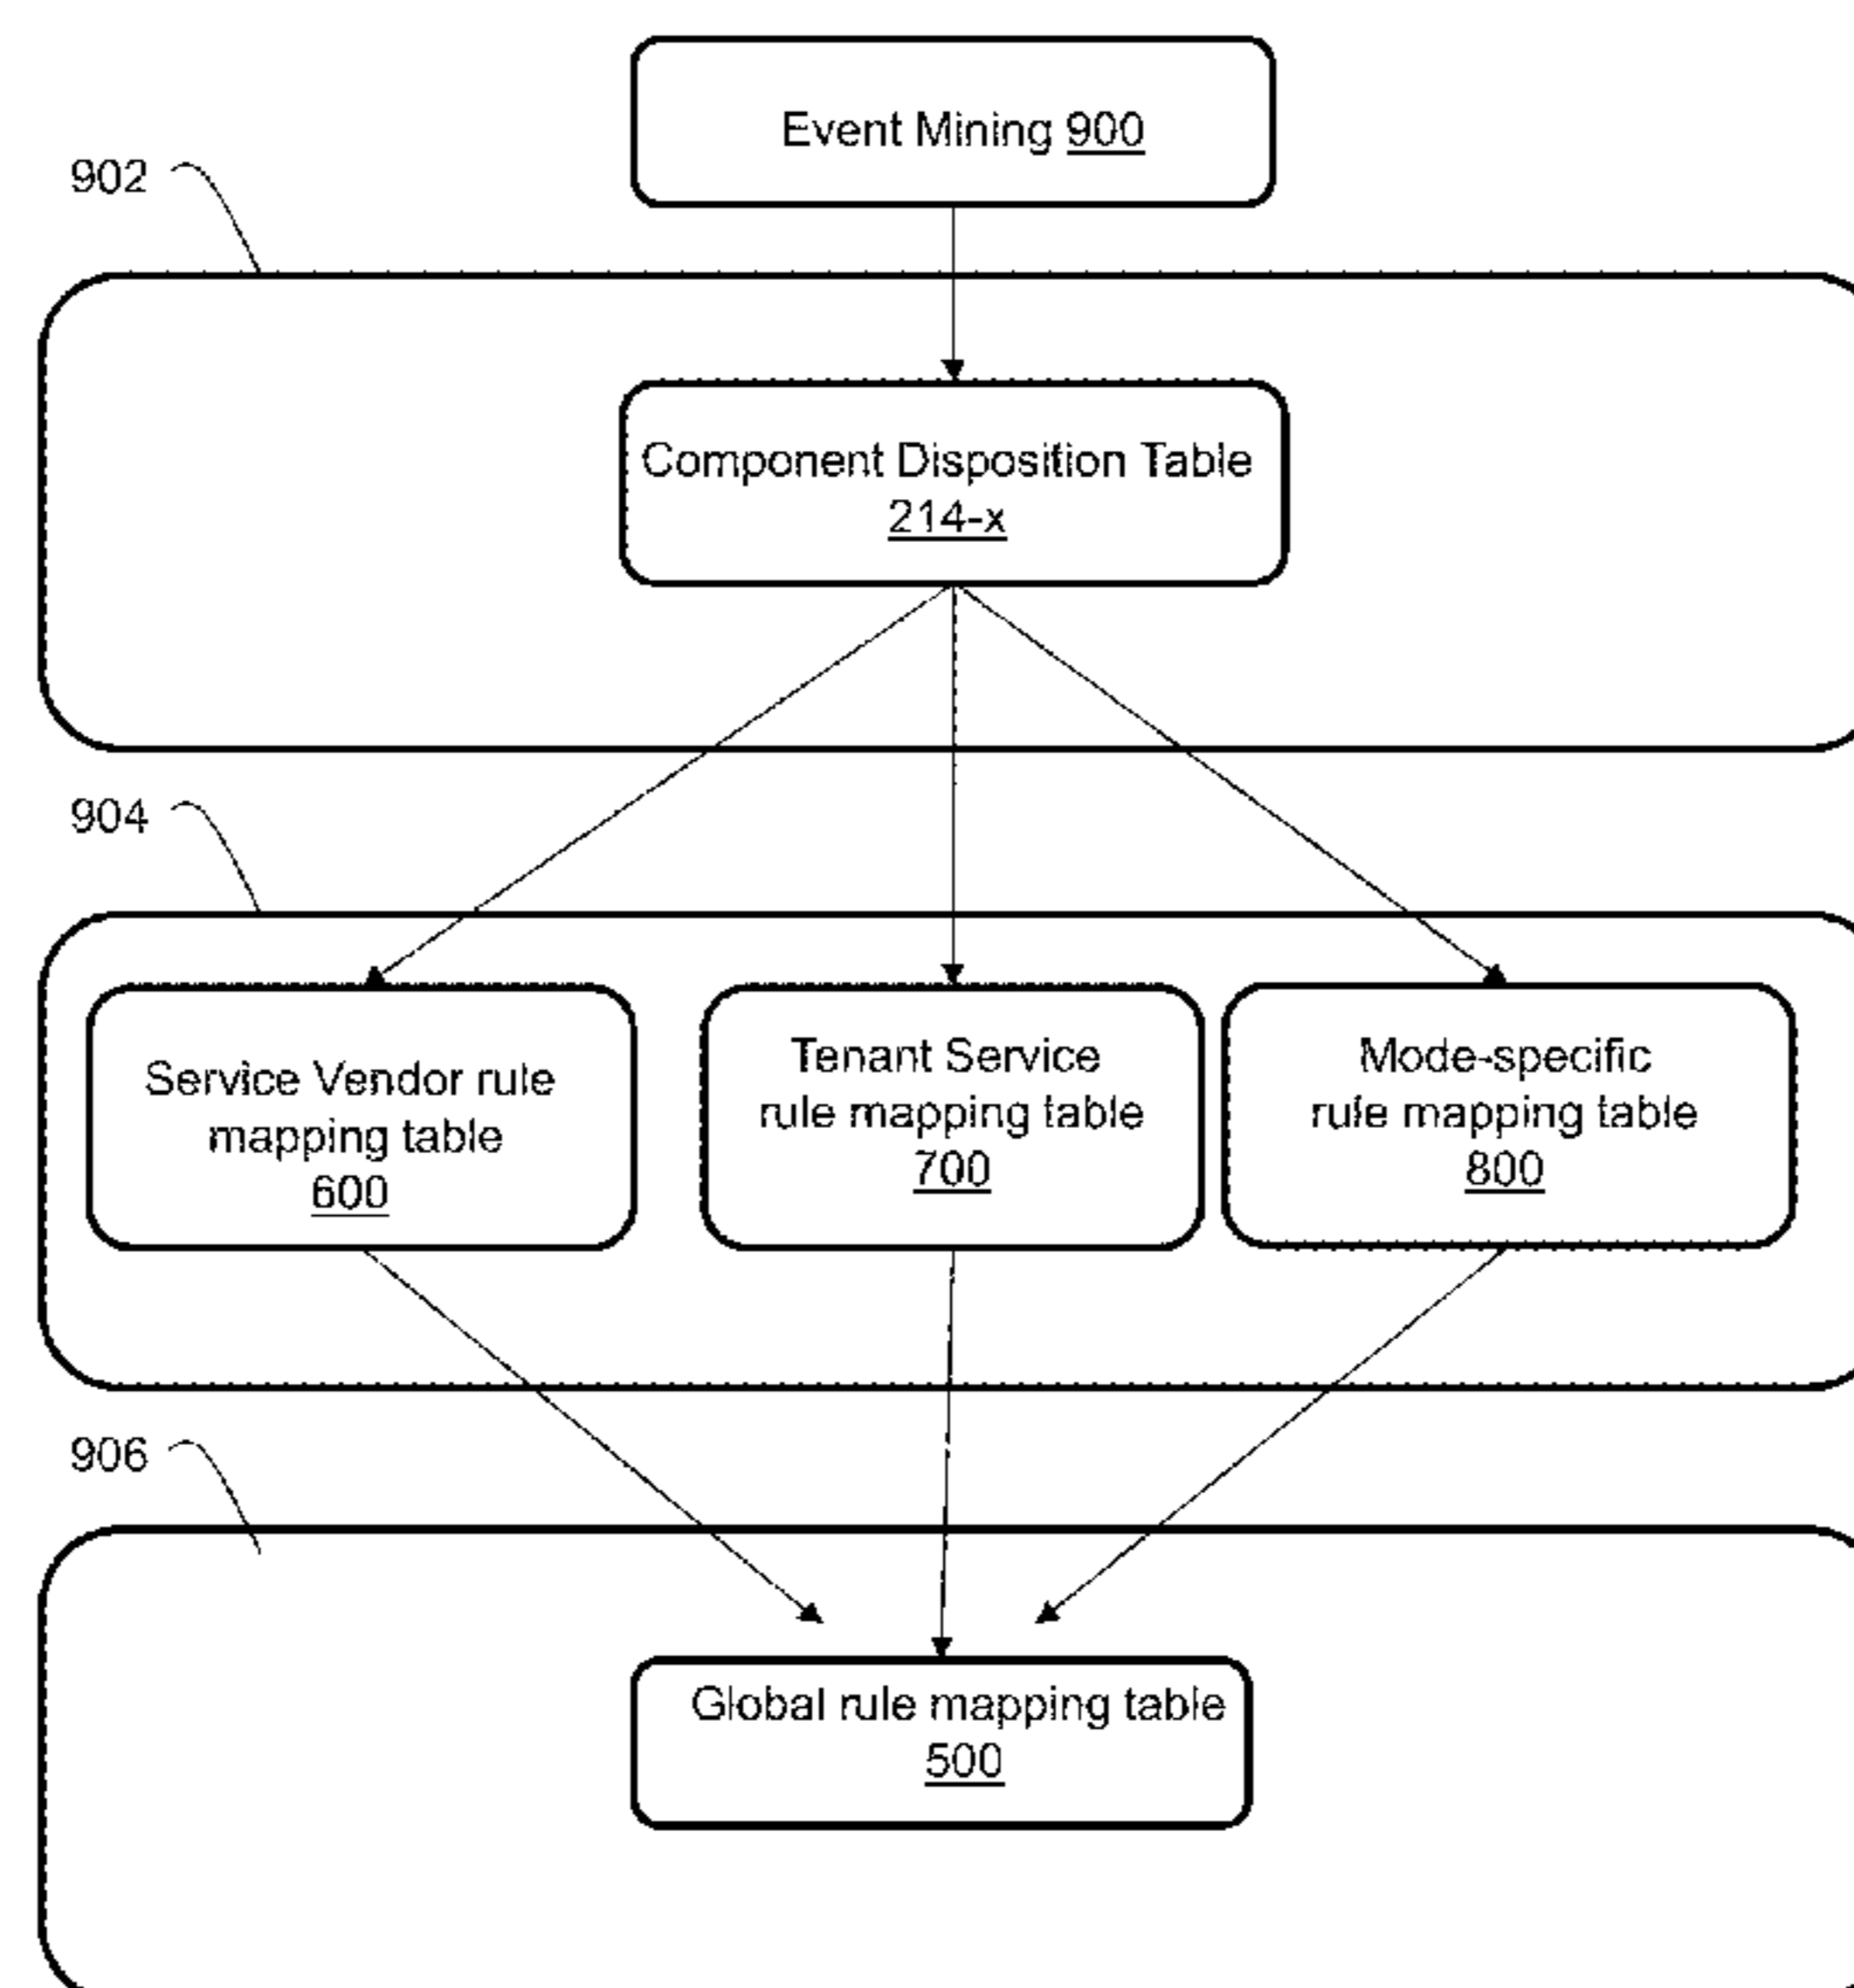 Event Mining 900
902
Component Disposition Table
214-x
904
Service Vendor rule
mapping table
600
Tenant Service
rule mapping table
700
Mode-specific
rule mapping table
800
906
Global rule mapping table
500